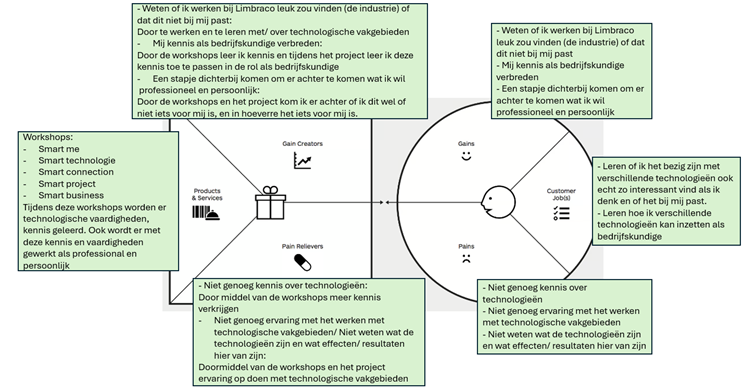 - Weten of ik werken bij Limbraco leuk zou vinden (de industrie) of
dat dit niet bij mij past:
Door te werken en te leren met/ over technologische vakgebieden
- Mij kennis als bedrijfskundige verbreden:
Door de workshops leer ik kennis en tijdens het project leer ik deze
kennis toe te passen in de rol als bedrijfskundige
- Een stapje dichterbij komen om er achter te komen wat ik wil
professioneel en persoonlijk:
Door de workshops en het project kom ik er achter of ik dit wel of
niet iets voor mij is, en in hoeverre het iets voor mij is.
- Weten of ik werken bij Limbraco
leuk zou vinden (de industrie) of dat
dit niet bij mij past
- Mij kennis als bedrijfskundige
verbreden
- Een stapje dichterbij komen om er
achter te komen wat ik wil
professioneel en persoonlijk
Workshops:
- Smart me
- Smart technologie
- Smart connection
- Smart project
- Smart business
Tijdens deze workshops worden er
technologische vaardigheden,
kennis geleerd. Ook wordt er met
deze kennis en vaardigheden
gewerkt als professional en
persoonlijk
Gain Creators
Products
& Services
Pain Relievers
Gains
Pains
Customer
Job(s)
- Leren of ik het bezig zijn met
verschillende technologieën ook
echt zo interessant vind als ik
denk en of het bij mij past.
- Leren hoe ik verschillende
technologieën kan inzetten als
bedrijfskundige
- Niet genoeg kennis over technologieën:
Door middel van de workshops meer kennis
verkrijgen
- Niet genoeg ervaring met het werken met
technologische vakgebieden/ Niet weten wat de
technologieën zijn en wat effecten/ resultaten
hier van zijn:
Doormiddel van de workshops en het project
ervaring op doen met technologische vakgebieden
- Niet genoeg kennis over
technologieën
- Niet genoeg ervaring met het werken
met technologische vakgebieden
- Niet weten wat de technologieën zijn
en wat effecten/ resultaten hier van zijn